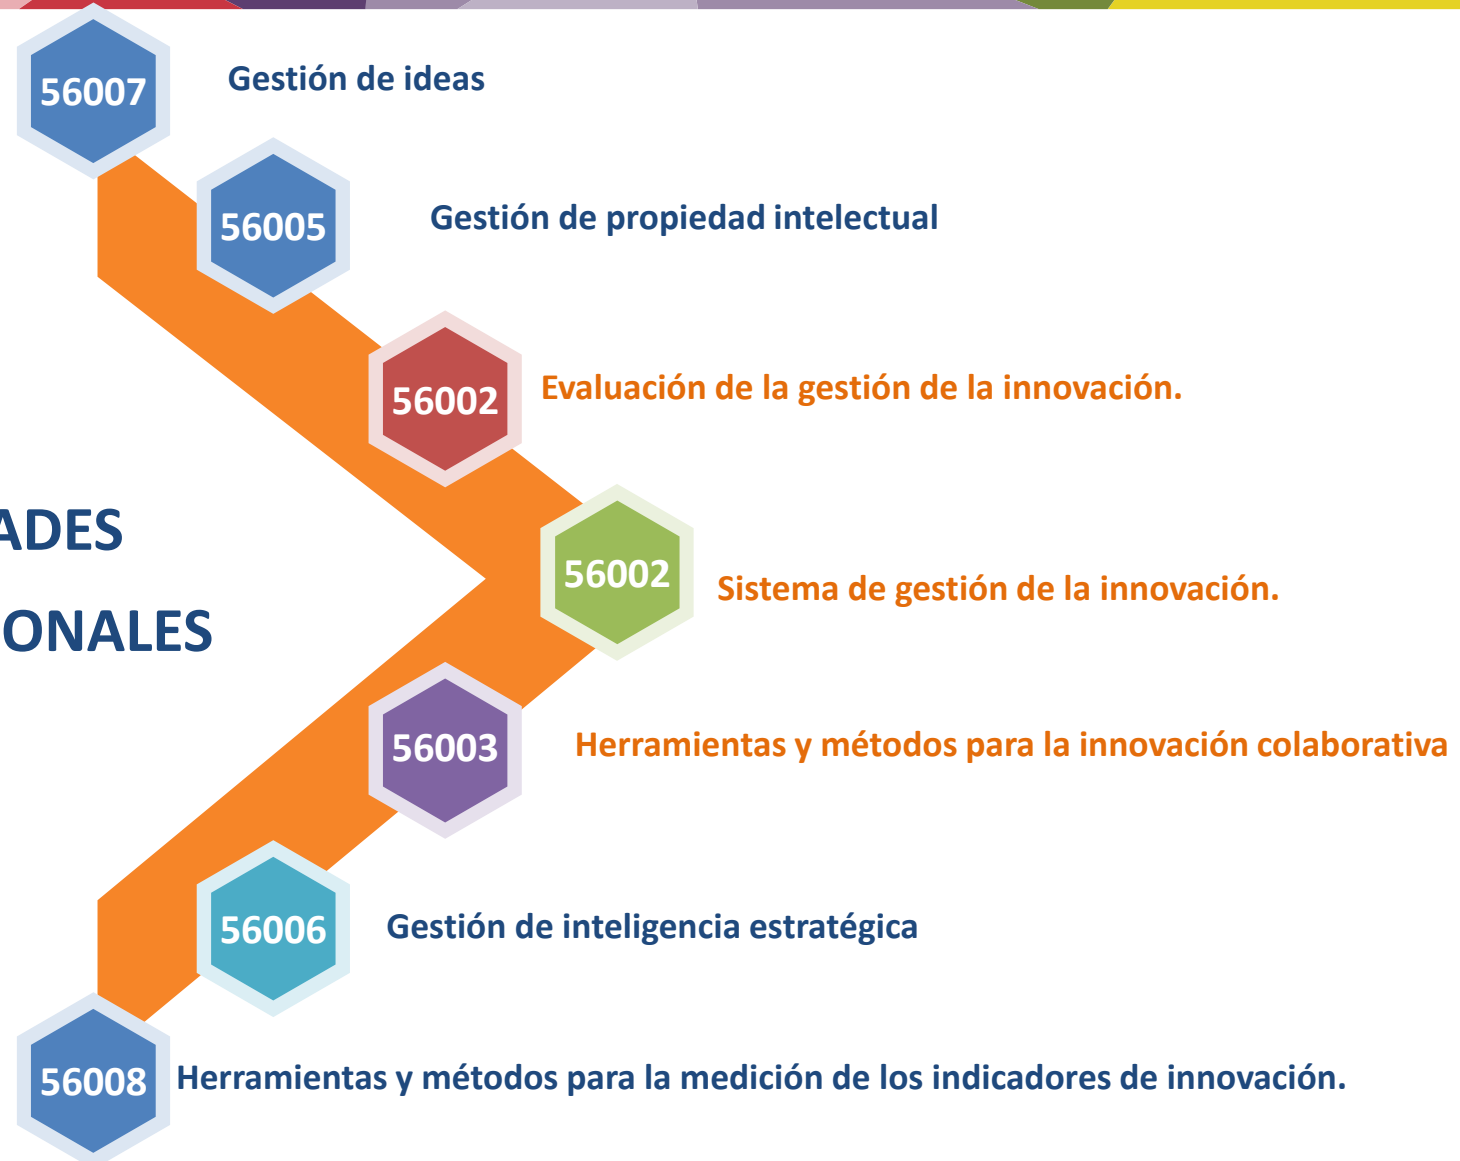 56007
Gestión de ideas
56005
Gestión de propiedad intelectual
56002
Evaluación de la gestión de la innovación.
ADES
ONALES
56002
Sistema de gestión de la innovación.
56003
Herramientas y métodos para la innovación colaborativa
56006
Gestión de inteligencia estratégica
56008
Herramientas y métodos para la medición de los indicadores de innovación.